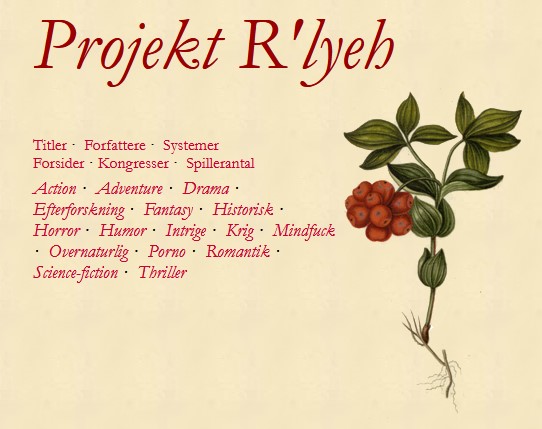 Projekt R'lyeh
Titler · Forfattere · Systemer
Forsider · Kongresser · Spillerantal
Action · Adventure · Drama ·
Efterforskning · Fantasy · Historisk ·
Horror · Humor · Intrige · Krig · Mindfuck
· Overnaturlig · Porno · Romantik ·
Science-fiction · Thriller